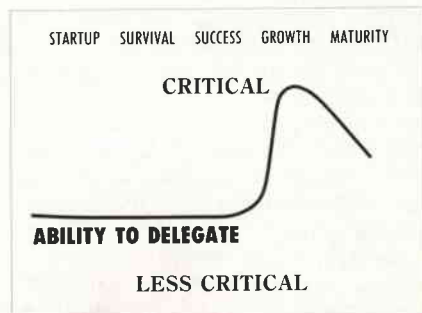 STARTUP SURVIVAL SUCCESS GROWTH MATURITY
CRITICAL
ABILITY TO DELEGATE
LESS CRITICAL